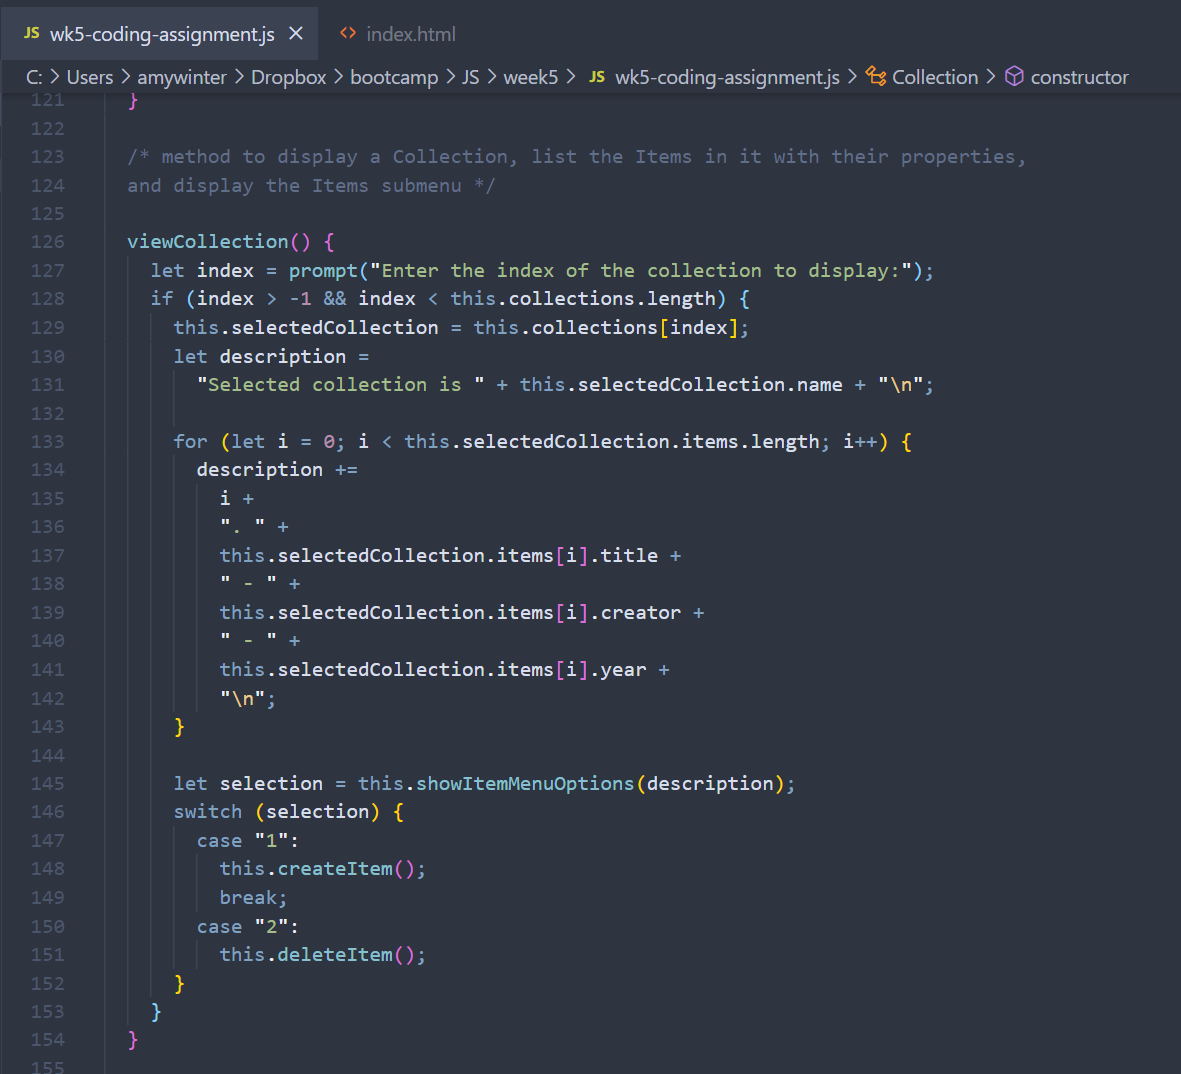 JS wk5-coding-assignment.js × <> index.html
C: > Users > amywinter > Dropbox > bootcamp > JS > week5 > JS wk5-coding-assignment.js > Collection > constructor
121 }
122
123 /* method to display a Collection, list the Items in it with their properties,
124 and display the Items submenu */
125
126 viewCollection() {
127 let index = prompt("Enter the index of the collection to display:");
128 if (index > -1 && index < this.collections.length) {
129 this.selectedCollection = this.collections[index];
130 let description =
131 "Selected collection is " + this.selectedCollection.name + "\n";
132
133 for (let i = 0; i < this.selectedCollection.items.length; i++) {
134 description +=
135 i +
136 ". " +
137 this.selectedCollection.items[i].title +
138 " - " +
139 this.selectedCollection.items[i].creator +
140 " - " +
141 this.selectedCollection.items[i].year +
142 "\n";
143 }
144
145 let selection = this.showItemMenuOptions(description);
146 switch (selection) {
147 case "1":
148 this.createItem();
149 break;
150 case "2":
151 this.deleteItem();
152 }
153 }
154 }
155